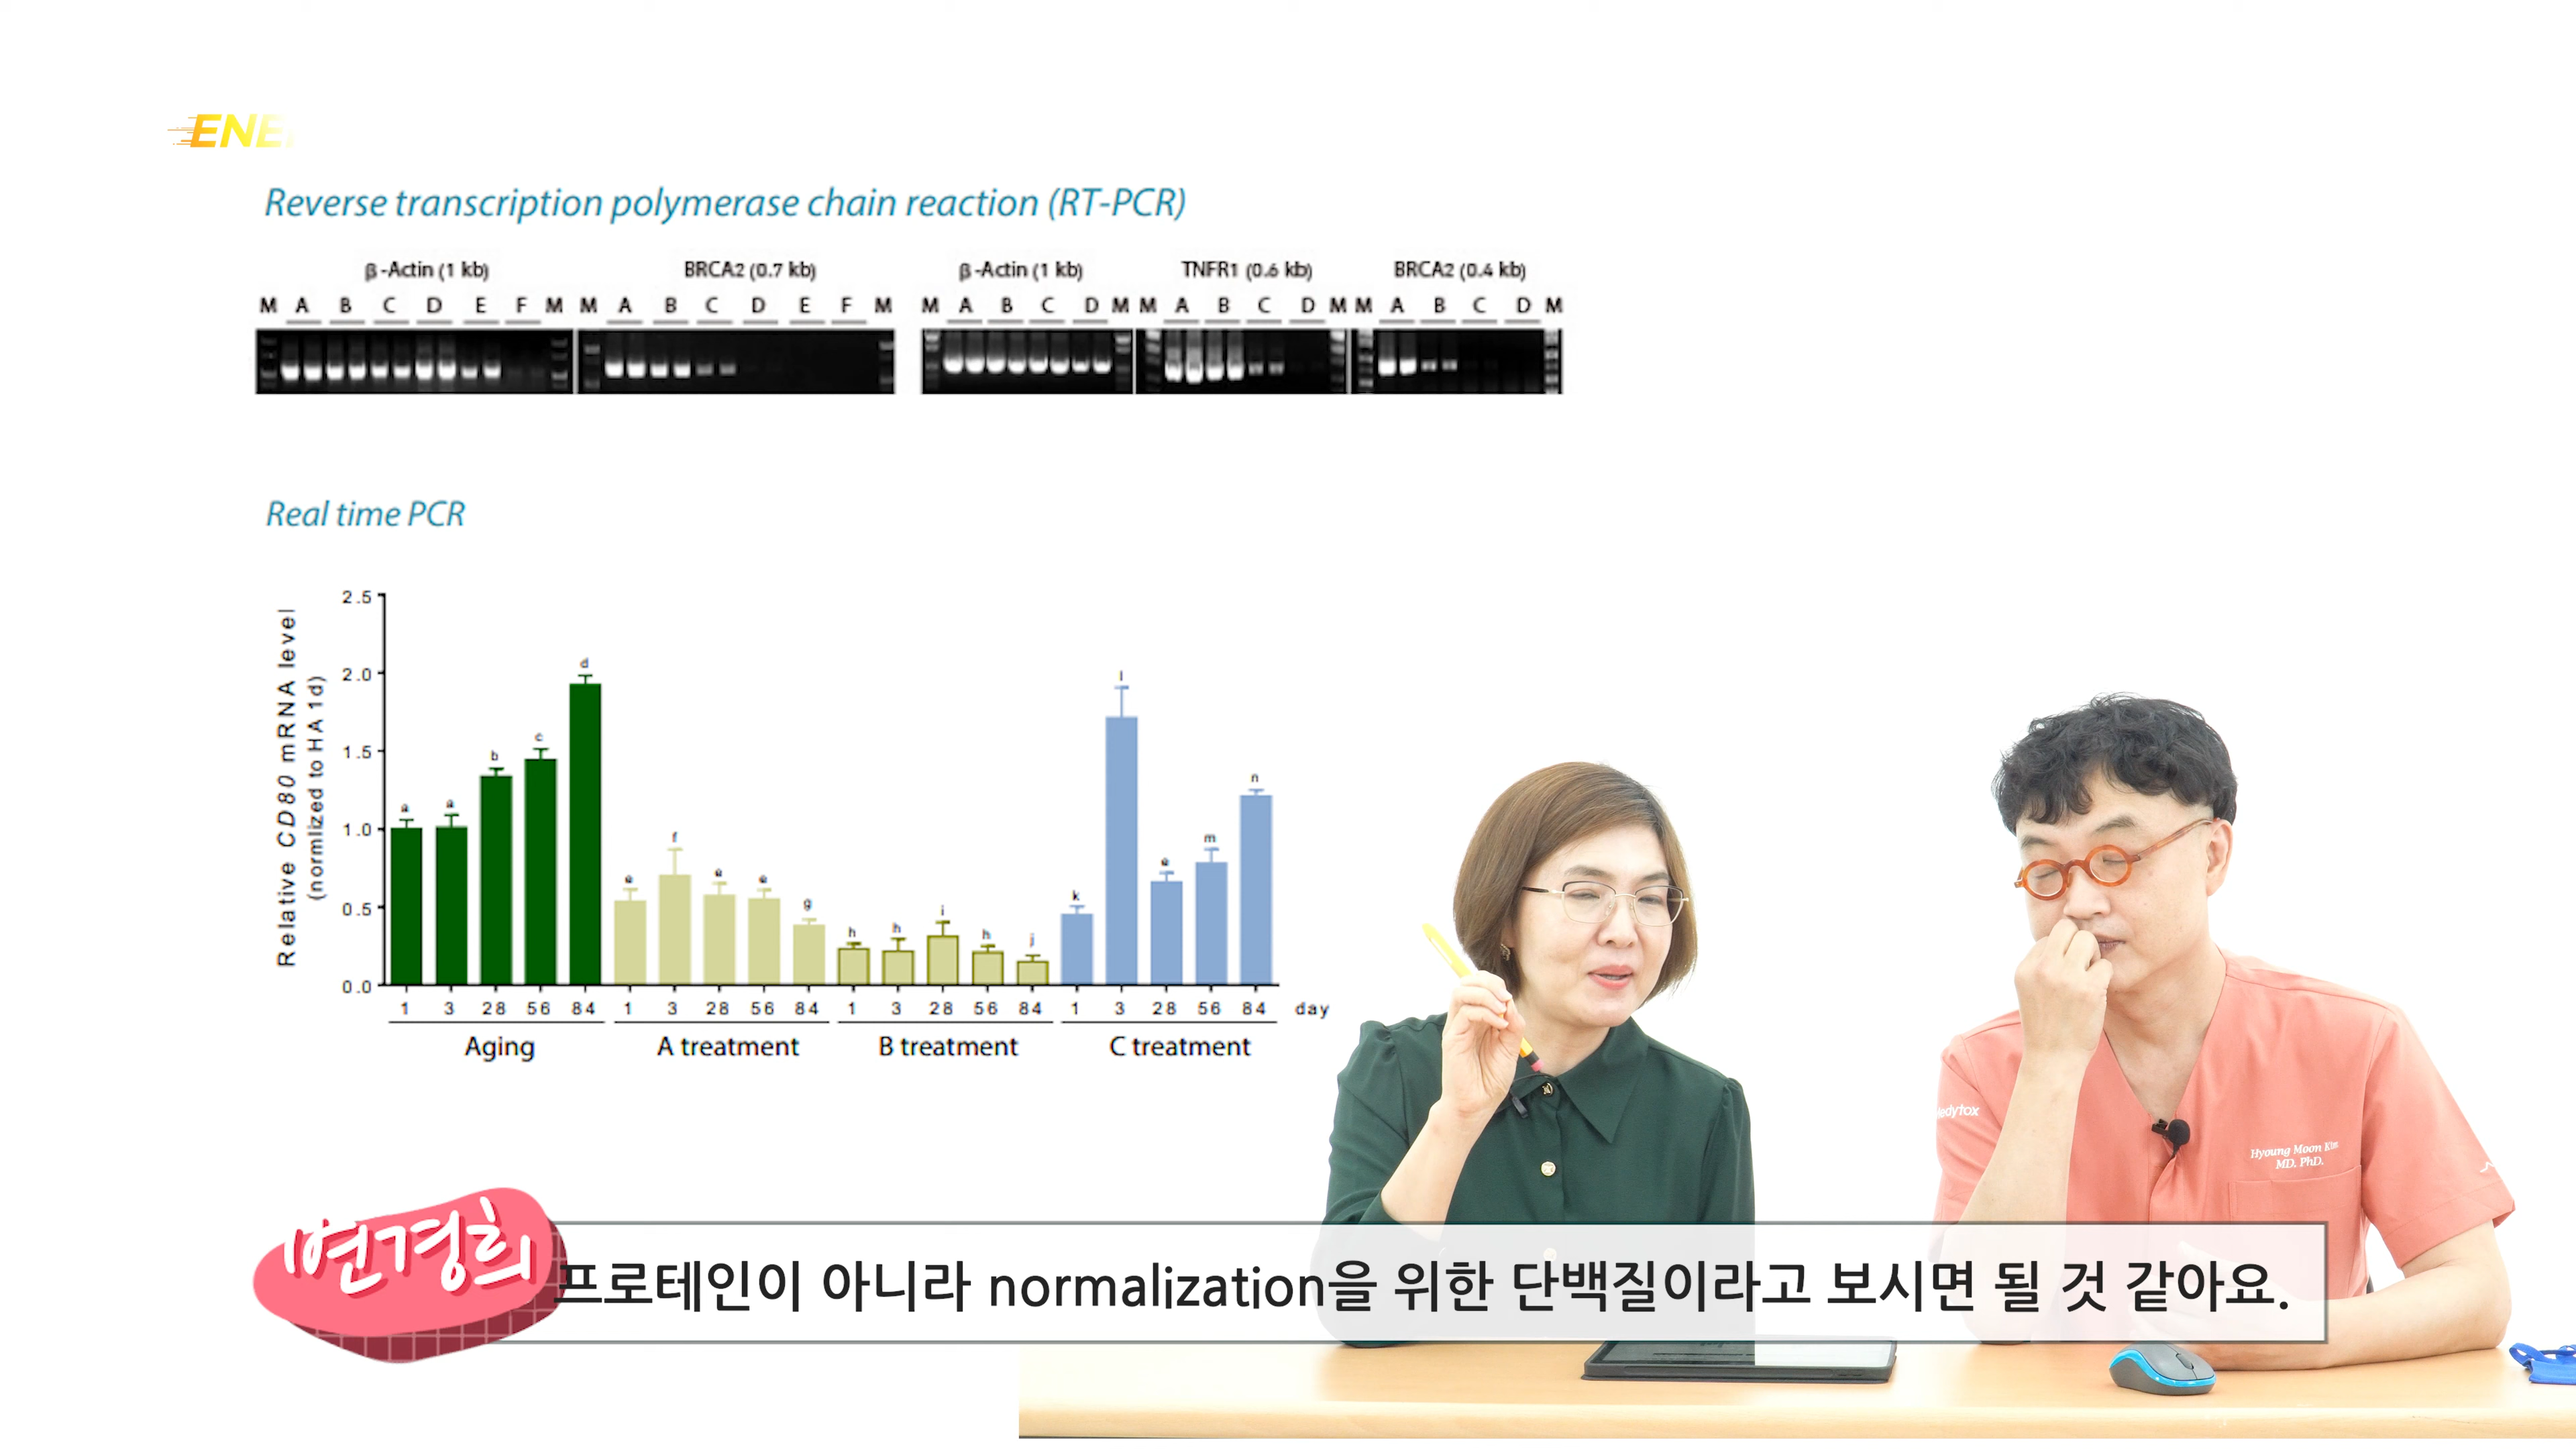 ENE
Reverse transcription polymerase chain reaction (RT-PCR)
β-Actin (1 kb) BRCA2 (0.7 kb) β-Actin (1 kb) TNFR1 (0.6 kb) BRCA2 (0.4 kb)
M A B C D E F M M A B C D E F M M A B C D M M A B C D M M A B C D M
Real time PCR
Relative CD80 mRNA level
(normlized to HA 1d)
2.5
2.0
1.5
1.0
0.5
0.0
a a b c d e f e e g h h i h j k l e m n
1 3 28 56 84 1 3 28 56 84 1 3 28 56 84 1 3 28 56 84 day
Aging A treatment B treatment C treatment
edytox
Hyoung Moon Kim
MD. PhD.
변경희
프로테인이 아니라 normalization을 위한 단백질이라고 보시면 될 것 같아요.